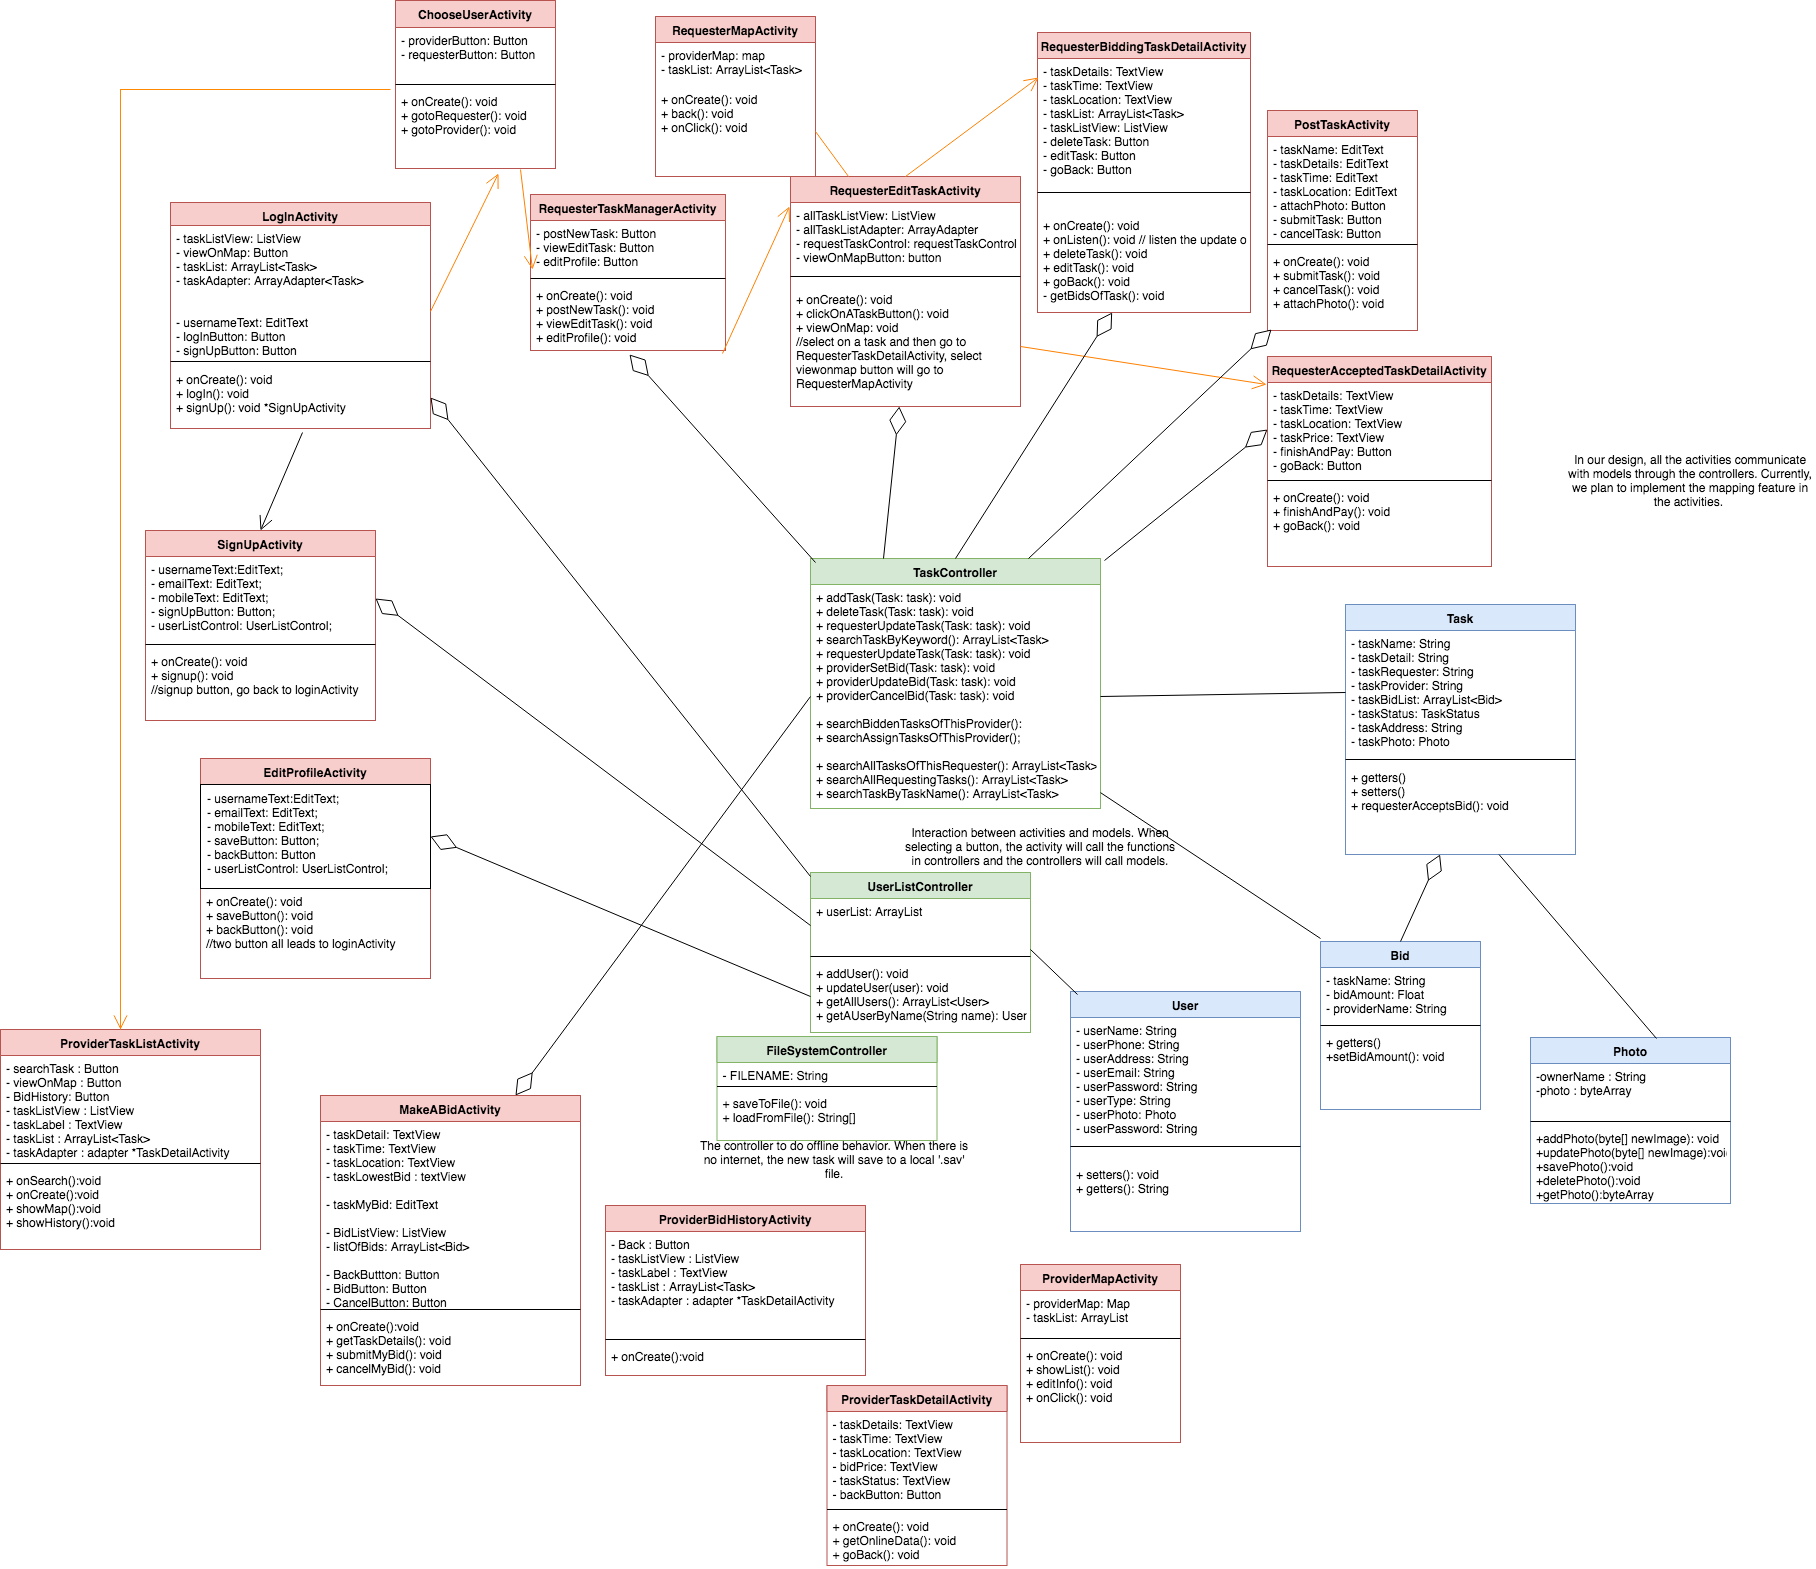 ChooseUserActivity
- providerButton: Button
- requesterButton: Button
+ onCreate(): void
+ gotoRequester(): void
+ gotoProvider(): void
RequesterMapActivity
- providerMap: map
- taskList: ArrayList<Task>
+ onCreate(): void
+ back(): void
+ onClick(): void
RequesterBiddingTaskDetailActivity
- taskDetails: TextView
- taskTime: TextView
- taskLocation: TextView
- taskList: ArrayList<Task>
- taskListView: ListView
- deleteTask: Button
- editTask: Button
- goBack: Button
+ onCreate(): void
+ onListen(): void // listen the update o
+ deleteTask(): void
+ editTask(): void
+ goBack(): void
- getBidsOfTask(): void
PostTaskActivity
- taskName: EditText
- taskDetails: EditText
- taskTime: EditText
- taskLocation: EditText
- attachPhoto: Button
- submitTask: Button
- cancelTask: Button
+ onCreate(): void
+ submitTask(): void
+ cancelTask(): void
+ attachPhoto(): void
LogInActivity
- taskListView: ListView
- viewOnMap: Button
- taskList: ArrayList<Task>
- taskAdapter: ArrayAdapter<Task>
- usernameText: EditText
- logInButton: Button
- signUpButton: Button
+ onCreate(): void
+ logIn(): void
+ signUp(): void *SignUpActivity
RequesterTaskManagerActivity
- postNewTask: Button
- viewEditTask: Button
- editProfile: Button
+ onCreate(): void
+ postNewTask(): void
+ viewEditTask(): void
+ editProfile(): void
RequesterEditTaskActivity
- allTaskListView: ListView
- allTaskListAdapter: ArrayAdapter
- requestTaskControl: requestTaskControl
- viewOnMapButton: button
+ onCreate(): void
+ clickOnATaskButton(): void
+ viewOnMap: void
//select on a task and then go to
RequesterTaskDetailActivity, select
viewonmap button will go to
RequesterMapActivity
RequesterAcceptedTaskDetailActivity
- taskDetails: TextView
- taskTime: TextView
- taskLocation: TextView
- taskPrice: TextView
- finishAndPay: Button
- goBack: Button
+ onCreate(): void
+ finishAndPay(): void
+ goBack(): void
In our design, all the activities communicate
with models through the controllers. Currently,
we plan to implement the mapping feature in
the activities.
SignUpActivity
- usernameText:EditText;
- emailText: EditText;
- mobileText: EditText;
- signUpButton: Button;
- userListControl: UserListControl;
+ onCreate(): void
+ signup(): void
//signup button, go back to loginActivity
TaskController
+ addTask(Task: task): void
+ deleteTask(Task: task): void
+ requesterUpdateTask(Task: task): void
+ searchTaskByKeyword(): ArrayList<Task>
+ requesterUpdateTask(Task: task): void
+ providerSetBid(Task: task): void
+ providerUpdateBid(Task: task): void
+ providerCancelBid(Task: task): void
+ searchBiddenTasksOfThisProvider():
+ searchAssignTasksOfThisProvider();
+ searchAllTasksOfThisRequester(): ArrayList<Task>
+ searchAllRequestingTasks(): ArrayList<Task>
+ searchTaskByTaskName(): ArrayList<Task>
Task
- taskName: String
- taskDetail: String
- taskRequester: String
- taskProvider: String
- taskBidList: ArrayList<Bid>
- taskStatus: TaskStatus
- taskAddress: String
- taskPhoto: Photo
+ getters()
+ setters()
+ requesterAcceptsBid(): void
EditProfileActivity
- usernameText:EditText;
- emailText: EditText;
- mobileText: EditText;
- saveButton: Button;
- backButton: Button
- userListControl: UserListControl;
+ onCreate(): void
+ saveButton(): void
+ backButton(): void
//two button all leads to loginActivity
Interaction between activities and models. When
selecting a button, the activity will call the functions
in controllers and the controllers will call models.
UserListController
+ userList: ArrayList
+ addUser(): void
+ updateUser(user): void
+ getAllUsers(): ArrayList<User>
+ getAUserByName(String name): User
Bid
- taskName: String
- bidAmount: Float
- providerName: String
+ getters()
+setBidAmount(): void
User
- userName: String
- userPhone: String
- userAddress: String
- userEmail: String
- userPassword: String
- userType: String
- userPhoto: Photo
- userPassword: String
+ setters(): void
+ getters(): String
Photo
-ownerName : String
-photo : byteArray
+addPhoto(byte[] newImage): void
+updatePhoto(byte[] newImage):voi
+savePhoto():void
+deletePhoto():void
+getPhoto():byteArray
ProviderTaskListActivity
- searchTask : Button
- viewOnMap : Button
- BidHistory: Button
- taskListView : ListView
- taskLabel : TextView
- taskList : ArrayList<Task>
- taskAdapter : adapter *TaskDetailActivity
+ onSearch():void
+ onCreate():void
+ showMap():void
+ showHistory():void
FileSystemController
- FILENAME: String
+ saveToFile(): void
+ loadFromFile(): String[]
The controller to do offline behavior. When there is
no internet, the new task will save to a local '.sav'
file.
MakeABidActivity
- taskDetail: TextView
- taskTime: TextView
- taskLocation: TextView
- taskLowestBid : textView
- taskMyBid: EditText
- BidListView: ListView
- listOfBids: ArrayList<Bid>
- BackButtton: Button
- BidButton: Button
- CancelButton: Button
+ onCreate():void
+ getTaskDetails(): void
+ submitMyBid(): void
+ cancelMyBid(): void
ProviderBidHistoryActivity
- Back : Button
- taskListView : ListView
- taskLabel : TextView
- taskList : ArrayList<Task>
- taskAdapter : adapter *TaskDetailActivity
+ onCreate():void
ProviderMapActivity
- providerMap: Map
- taskList: ArrayList
+ onCreate(): void
+ showList(): void
+ editInfo(): void
+ onClick(): void
ProviderTaskDetailActivity
- taskDetails: TextView
- taskTime: TextView
- taskLocation: TextView
- bidPrice: TextView
- taskStatus: TextView
- backButton: Button
+ onCreate(): void
+ getOnlineData(): void
+ goBack(): void